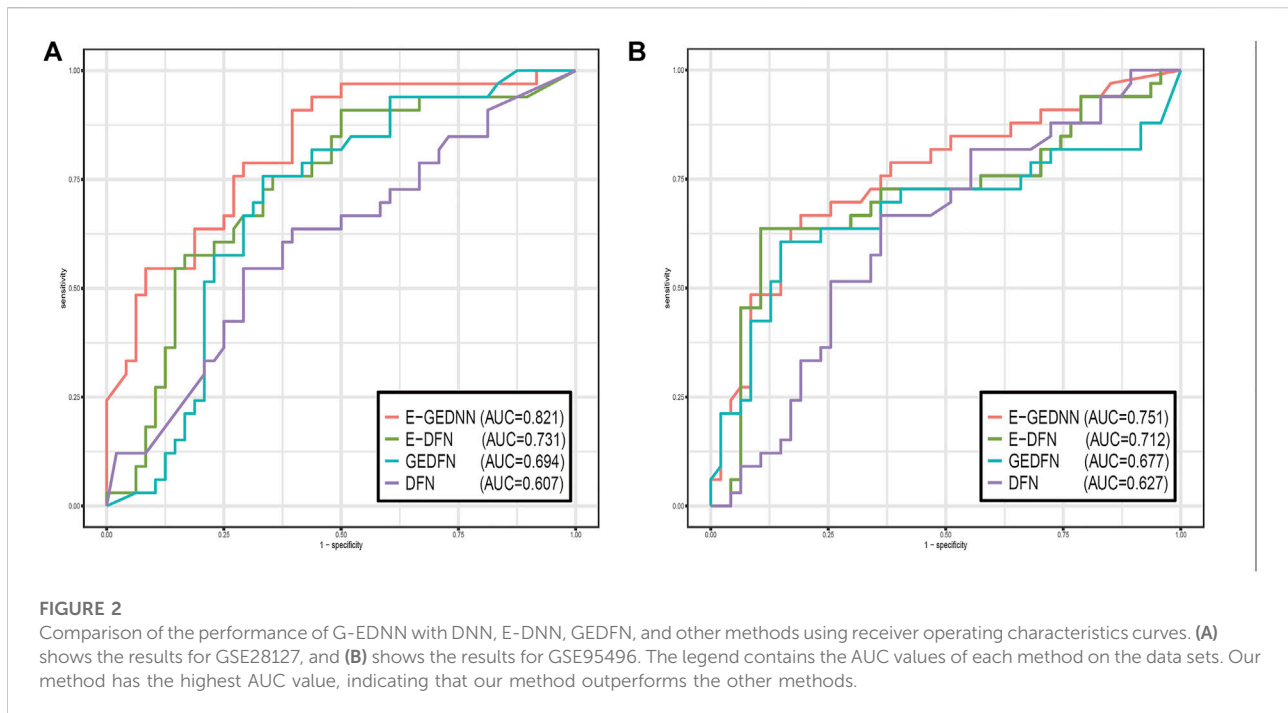 A
1.00
0.75
0.50
0.25
0.00
sensitivity
0.00 0.25 0.50 0.75 1.00
1 - specificity
E-GEDNN (AUC=0.821)
E-DFN (AUC=0.731)
GEDFN (AUC=0.694)
DFN (AUC=0.607)
B
1.00
0.75
0.50
0.25
0.00
sensitivity
0.00 0.25 0.50 0.75 1.00
1 - specificity
E-GEDNN (AUC=0.751)
E-DFN (AUC=0.712)
GEDFN (AUC=0.677)
DFN (AUC=0.627)
FIGURE 2
Comparison of the performance of G-EDNN with DNN, E-DNN, GEDFN, and other methods using receiver operating characteristics curves. (A)
shows the results for GSE28127, and (B) shows the results for GSE95496. The legend contains the AUC values of each method on the data sets. Our
method has the highest AUC value, indicating that our method outperforms the other methods.